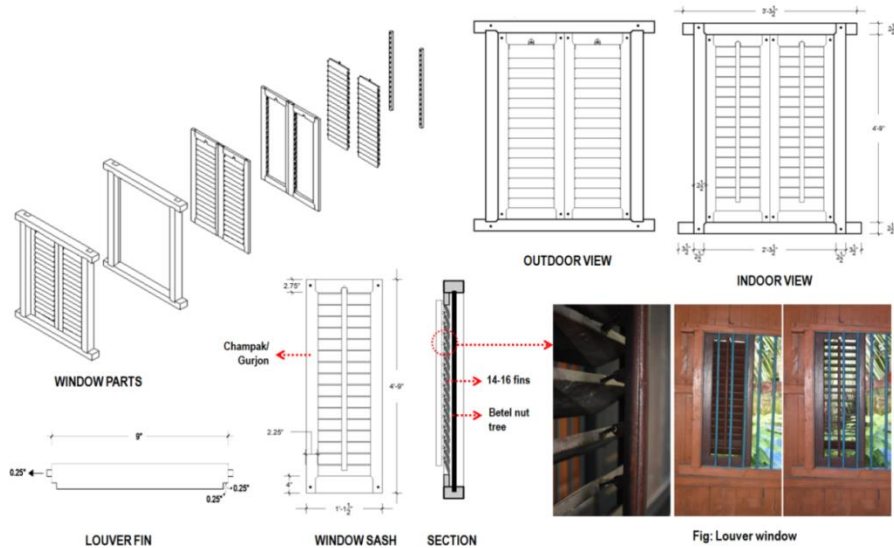 WINDOW PARTS
OUTDOOR VIEW
3'-3½"
4'-9"
2'-3½"
INDOOR VIEW
2.75"
Champak/
Gurjon
4'-9"
2.25"
4"
1'-1½"
WINDOW SASH
14-16 fins
Betel nut
tree
SECTION
9"
0.25"
0.25"
0.25"
LOUVER FIN
Fig: Louver window